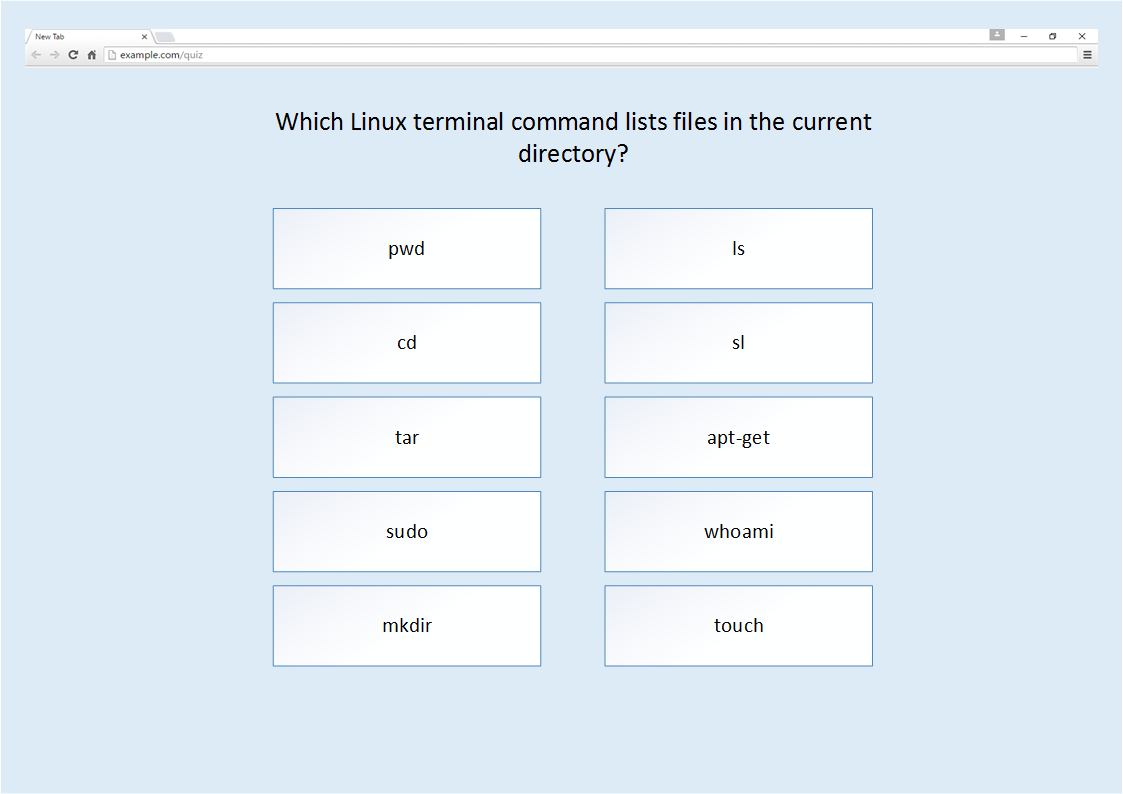 New Tab
example.com/quiz
Which Linux terminal command lists files in the current
directory?
pwd
ls
cd
sl
tar
apt-get
sudo
whoami
mkdir
touch